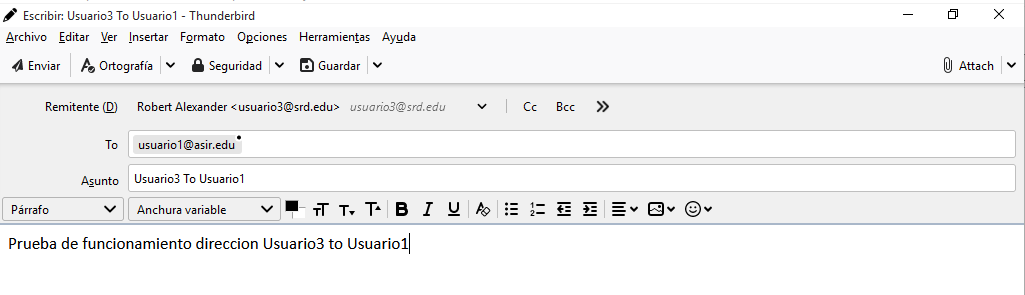 Escribir: Usuario3 To Usuario1 - Thunderbird
Archivo Editar Ver Insertar Formato Opciones Herramientas Ayuda
Enviar Ortografía Seguridad Guardar Attach
Remitente (D) Robert Alexander <usuario3@srd.edu> usuario3@srd.edu Cc Bcc
To usuario1@asir.edu
Asunto Usuario3 To Usuario1
Párrafo Anchura variable
Prueba de funcionamiento direccion Usuario3 to Usuario1